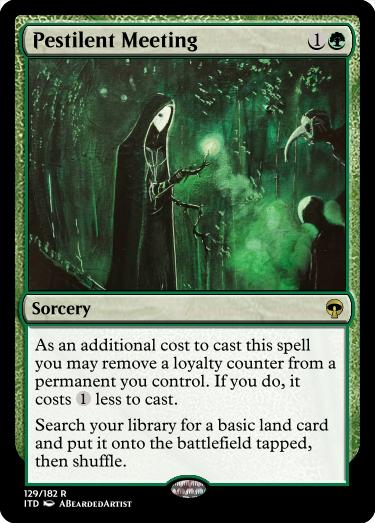 Pestilent Meeting 1
Sorcery
As an additional cost to cast this spell
you may remove a loyalty counter from a
permanent you control. If you do, it
costs 1 less to cast.
Search your library for a basic land card
and put it onto the battlefield tapped,
then shuffle.
129/182 R
ITD ABeardedArtist